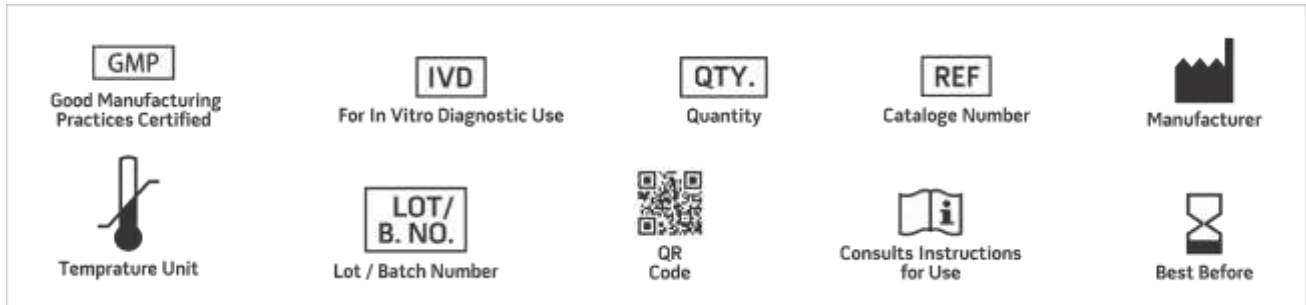 GMP
Good Manufacturing
Practices Certified
IVD
For In Vitro Diagnostic Use
QTY.
Quantity
REF
Cataloge Number
Manufacturer
Temprature Unit
LOT/
B. NO.
Lot / Batch Number
QR
Code
i
Consults Instructions
for Use
Best Before